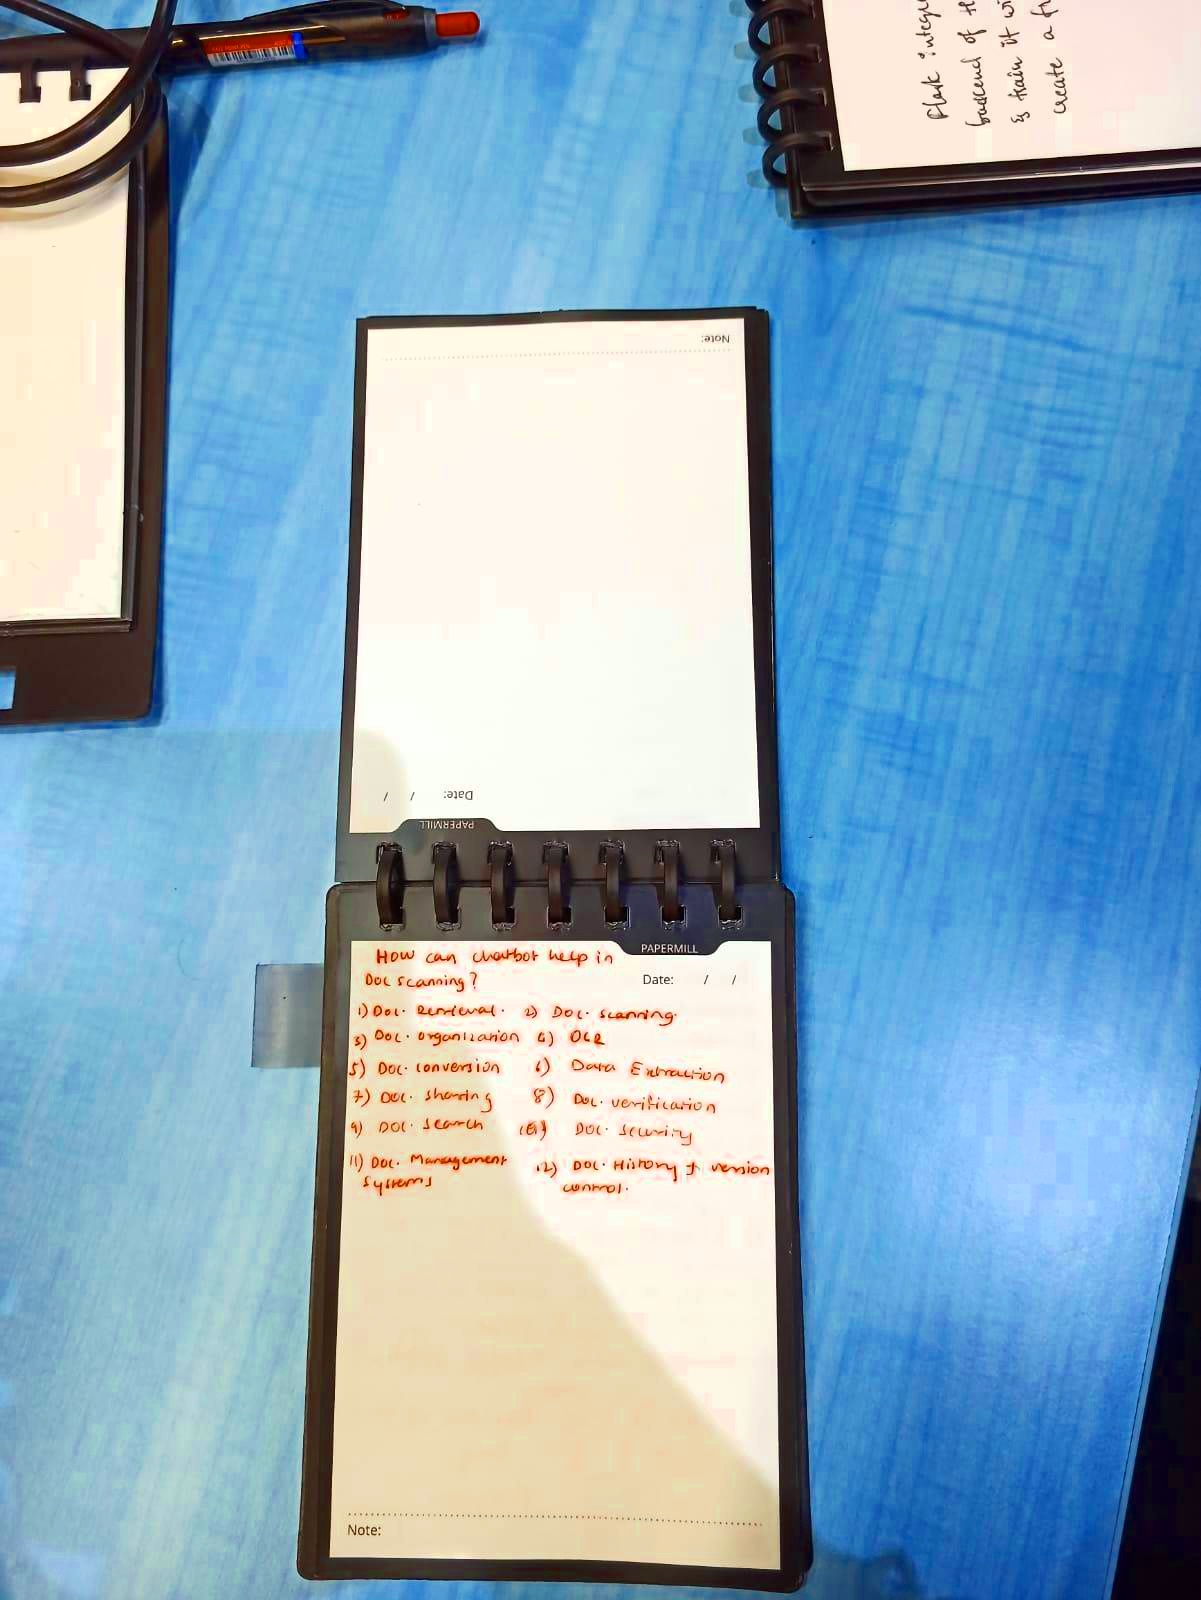 Flask integ
backend of th
& train it wi
create a fr
Note:
Date: / /
PAPERMILL
PAPERMILL
How can chatbot help in
Date: / /
Doc scanning?
1) Doc. Retrieval. 2) Doc. scanning.
3) Doc. organization 4) OCR
5) Doc. conversion 6) Data Extraction
7) Doc. sharing 8) Doc. verification
9) Doc. search 10) Doc. security
11) Doc. Management 12) Doc. History & version
systems control.
Note: